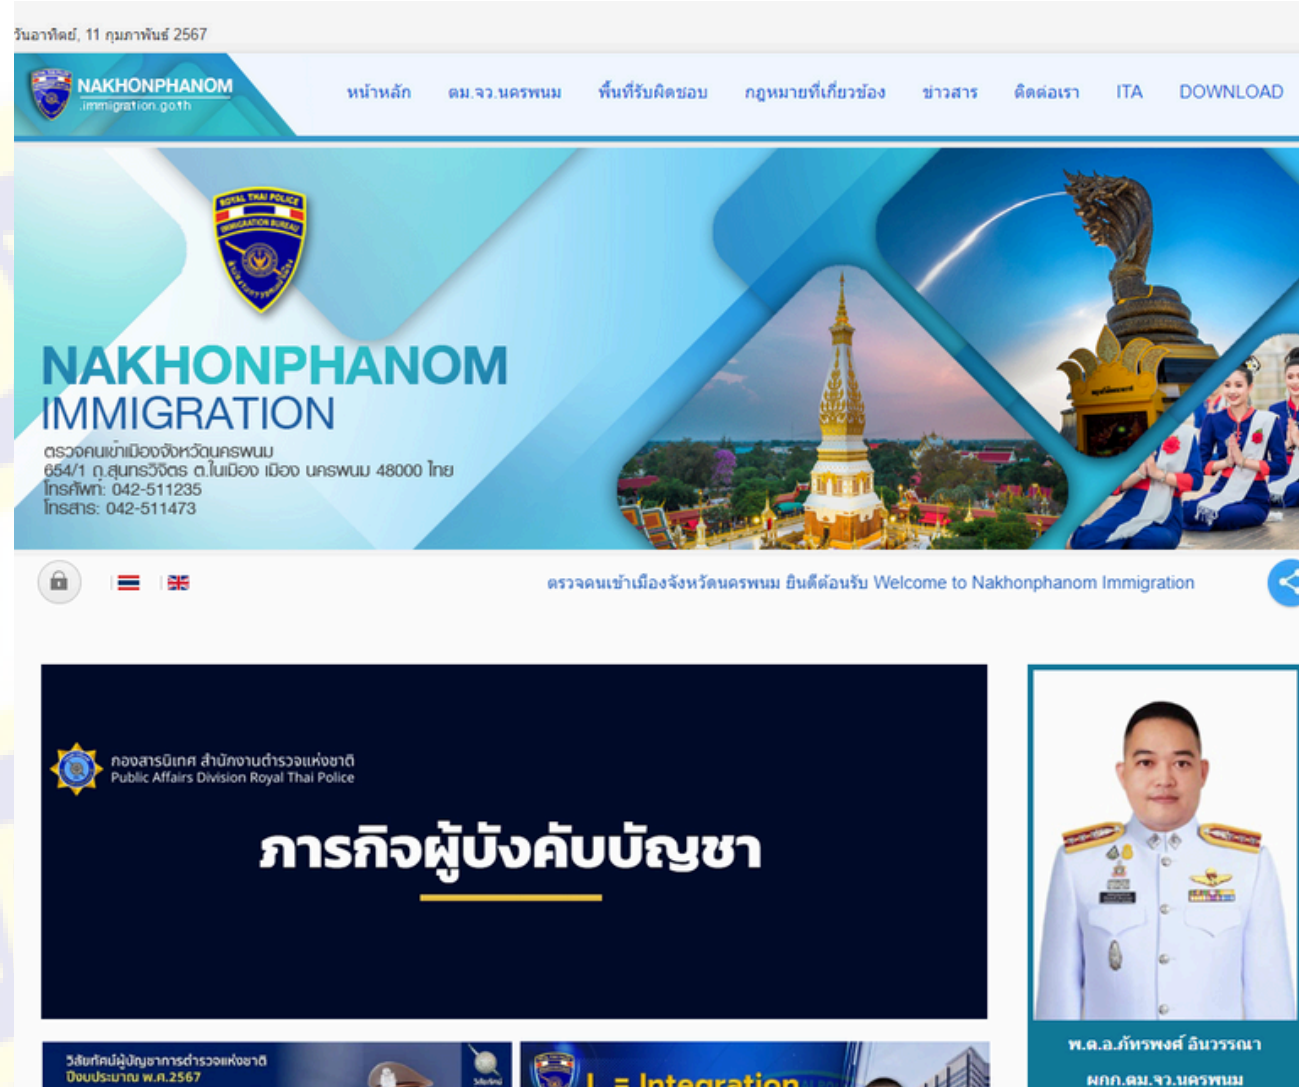 วันอาทิตย์, 11 กุมภาพันธ์ 2567
NAKHONPHANOM
.immigration.go.th
หน้าหลัก ตม.จว.นครพนม พื้นที่รับผิดชอบ กฎหมายที่เกี่ยวข้อง ข่าวสาร ติดต่อเรา ITA DOWNLOAD
ROYAL THAI POLICE
IMMIGRATION BUREAU
NAKHONPHANOM
IMMIGRATION
ตรวจคนเข้าเมืองจังหวัดนครพนม
654/1 ถ.สุนทรวิจิตร ต.ในเมือง เมือง นครพนม 48000 ไทย
โทรศัพท์: 042-511235
โทรสาร: 042-511473
ตรวจคนเข้าเมืองจังหวัดนครพนม ยินดีต้อนรับ Welcome to Nakhonphanom Immigration
กองสารนิเทศ สำนักงานตำรวจแห่งชาติ
Public Affairs Division Royal Thai Police
ภารกิจผู้บังคับบัญชา
พ.ต.อ.ภัทรพงศ์ อินวรรณา
ผกก.ตม.จว.นครพนม
วิสัยทัศน์ผู้บัญชาการตำรวจแห่งชาติ
ปีงบประมาณ พ.ศ.2567
I = Integration